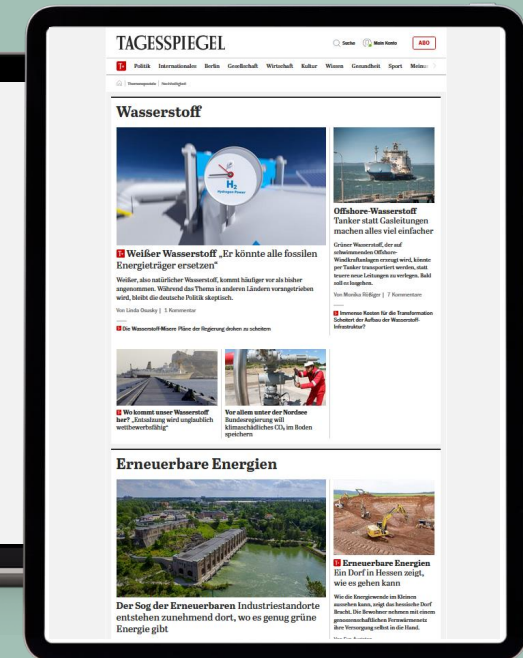 TAGESSPIEGEL
Suche
Mein Konto
ABO
T+ Politik Internationales Berlin Gesellschaft Wirtschaft Kultur Wissen Gesundheit Sport Meinu
Themenspezials Nachhaltigkeit
Wasserstoff
H₂
Hydrogen Power
T+ Weißer Wasserstoff „Er könnte alle fossilen
Energieträger ersetzen“
Weißer, also natürlicher Wasserstoff, kommt häufiger vor als bisher
angenommen. Während das Thema in anderen Ländern vorangetrieben
wird, bleibt die deutsche Politik skeptisch.
Von Linda Osusky | 1 Kommentar
Die Wasserstoff-Misere Pläne der Regierung drohen zu scheitern
Offshore-Wasserstoff
Tanker statt Gasleitungen
machen alles viel einfacher
Grüner Wasserstoff, der auf
schwimmenden Offshore-
Windkraftanlagen erzeugt wird, könnte
per Tanker transportiert werden, statt
teuere neue Leitungen zu verlegen. Bald
soll es losgehen.
Von Monika Rößiger | 7 Kommentare
Immense Kosten für die Transformation
Scheitert der Aufbau der Wasserstoff-
Infrastruktur?
Wo kommt unser Wasserstoff
her? „Entsalzung wird unglaublich
wettbewerbsfähig“
Vor allem unter der Nordsee
Bundesregierung will
klimaschädliches CO₂ im Boden
speichern
Erneuerbare Energien
Der Sog der Erneuerbaren Industriestandorte
entstehen zunehmend dort, wo es genug grüne
Energie gibt
Erneuerbare Energien
Ein Dorf in Hessen zeigt,
wie es gehen kann
Wie die Energiewende im Kleinen
aussehen kann, zeigt das hessische Dorf
Bracht. Die Bewohner nehmen mit einem
genossenschaftlichen Fernwärmenetz
ihre Versorgung selbst in die Hand.